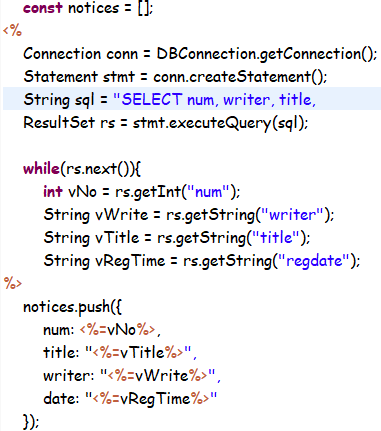 const notices = [];
<%
Connection conn = DBConnection.getConnection();
Statement stmt = conn.createStatement();
String sql = "SELECT num, writer, title,
ResultSet rs = stmt.executeQuery(sql);
while(rs.next()){
int vNo = rs.getInt("num");
String vWrite = rs.getString("writer");
String vTitle = rs.getString("title");
String vRegTime = rs.getString("regdate");
%>
notices.push({
num: <%=vNo%>,
title: "<%=vTitle%>",
writer: "<%=vWrite%>",
date: "<%=vRegTime%>"
});